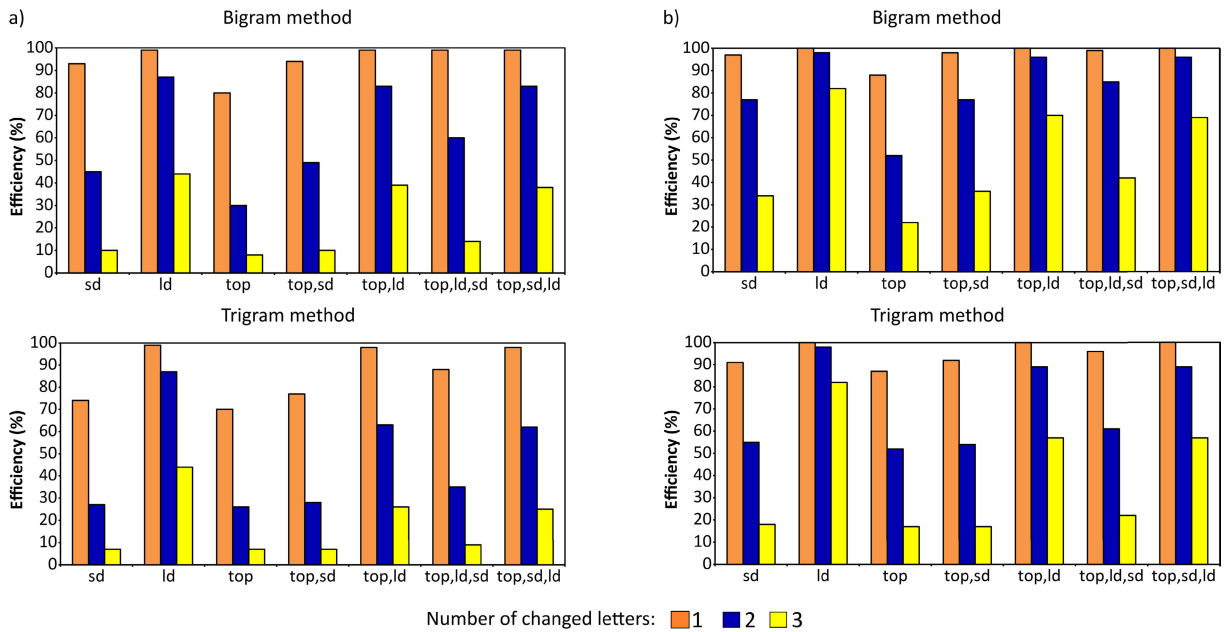 a)
Bigram method
Efficiency (%)
100
90
80
70
60
50
40
30
20
10
0
sd ld top top,sd top,ld top,ld,sd top,sd,ld
Trigram method
Efficiency (%)
100
90
80
70
60
50
40
30
20
10
0
sd ld top top,sd top,ld top,ld,sd top,sd,ld
b)
Bigram method
Efficiency (%)
100
90
80
70
60
50
40
30
20
10
0
sd ld top top,sd top,ld top,ld,sd top,sd,ld
Trigram method
Efficiency (%)
100
90
80
70
60
50
40
30
20
10
0
sd ld top top,sd top,ld top,ld,sd top,sd,ld
Number of changed letters: 1 2 3